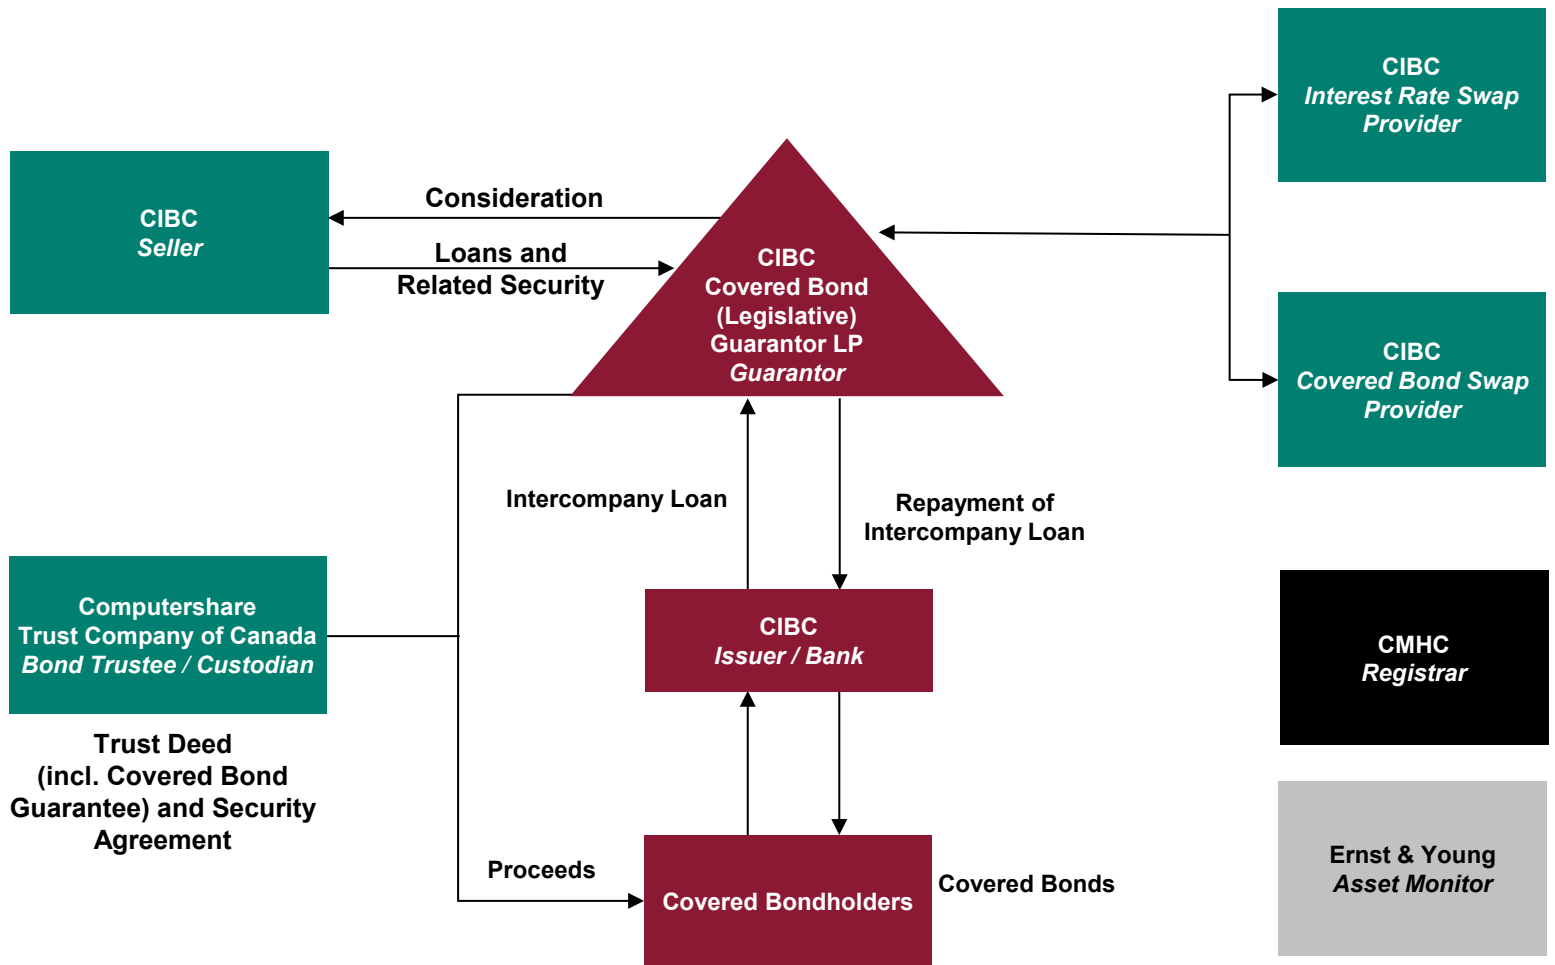 CIBC
Interest Rate Swap
Provider
CIBC
Seller
Consideration
Loans and
Related Security
CIBC
Covered Bond
(Legislative)
Guarantor LP
Guarantor
CIBC
Covered Bond Swap
Provider
Intercompany Loan
Repayment of
Intercompany Loan
Computershare
Trust Company of Canada
Bond Trustee / Custodian
CIBC
Issuer / Bank
CMHC
Registrar
Trust Deed
(incl. Covered Bond
Guarantee) and Security
Agreement
Proceeds
Covered Bondholders
Covered Bonds
Ernst & Young
Asset Monitor